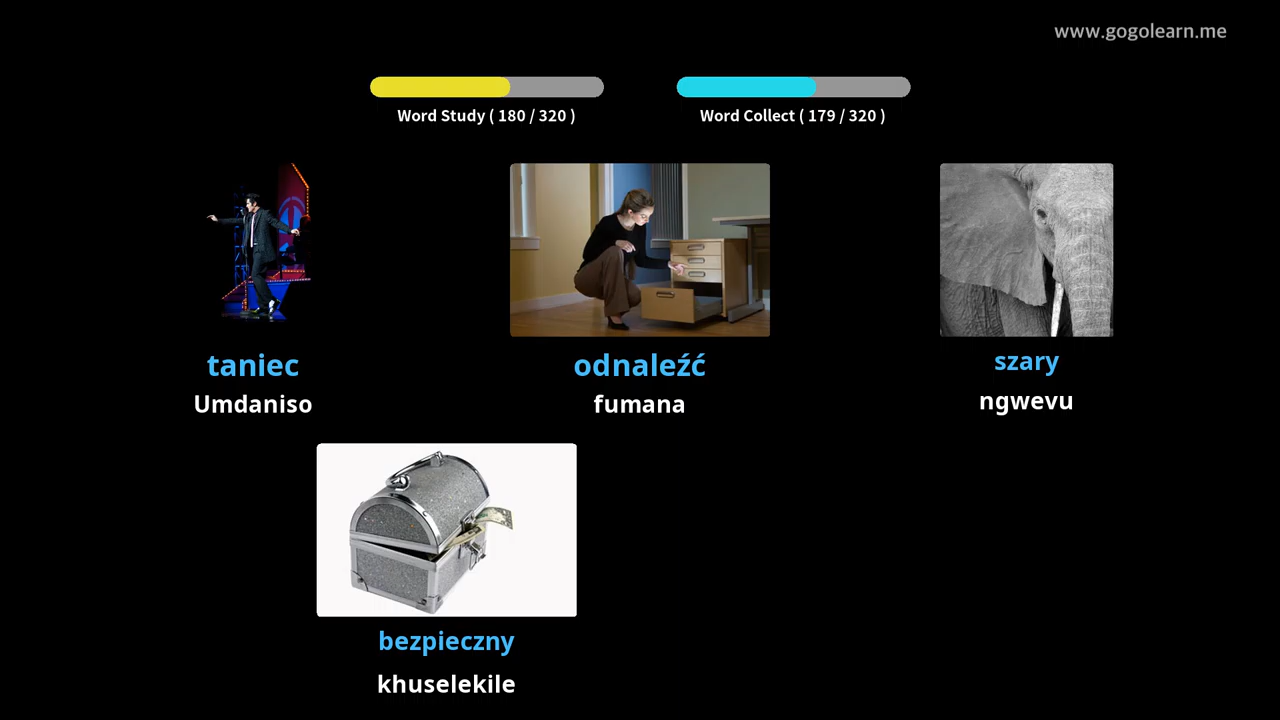 www.gogolearn.me
Word Study ( 180 / 320 )
Word Collect ( 179 / 320 )
taniec
Umdaniso
odnaleźć
fumana
szary
ngwevu
bezpieczny
khuselekile